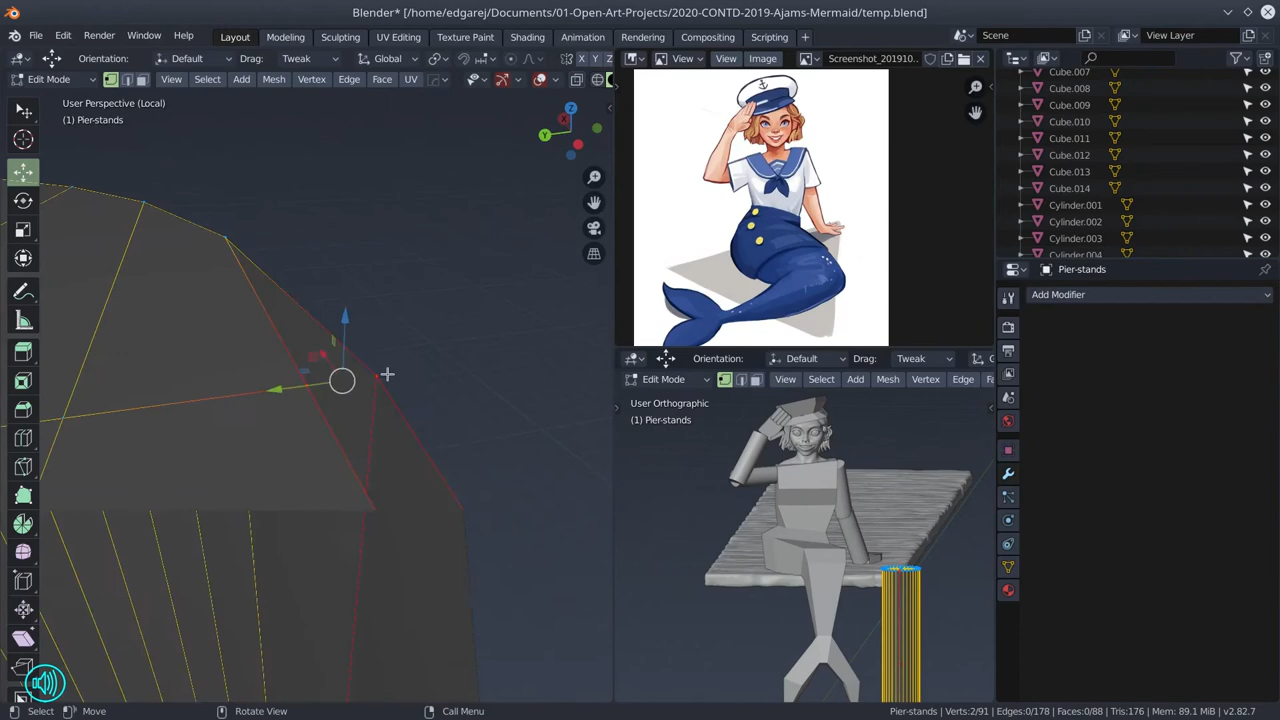 Blender* [/home/edgarej/Documents/01-Open-Art-Projects/2020-CONTD-2019-Ajams-Mermaid/temp.blend]
File Edit Render Window Help Layout Modeling Sculpting UV Editing Texture Paint Shading Animation Rendering Compositing Scripting + Scene View Layer
Orientation: Default Drag: Tweak Global X Y
View View Image Screenshot_201910..
Edit Mode View Select Add Mesh Vertex Edge Face UV
User Perspective (Local)
(1) Pier-stands
Z
X
Y
Cube.007
Cube.008
Cube.009
Cube.010
Cube.011
Cube.012
Cube.013
Cube.014
Cylinder.001
Cylinder.002
Cylinder.003
Cylinder.004
Pier-stands
Add Modifier
Orientation: Default Drag: Tweak
Edit Mode View Select Add Mesh Vertex Edge
User Orthographic
(1) Pier-stands
Select Move Rotate View Call Menu Pier-stands | Verts:2/91 | Edges:0/178 | Faces:0/88 | Tris:176 | Mem: 89.1 MiB | v2.82.7